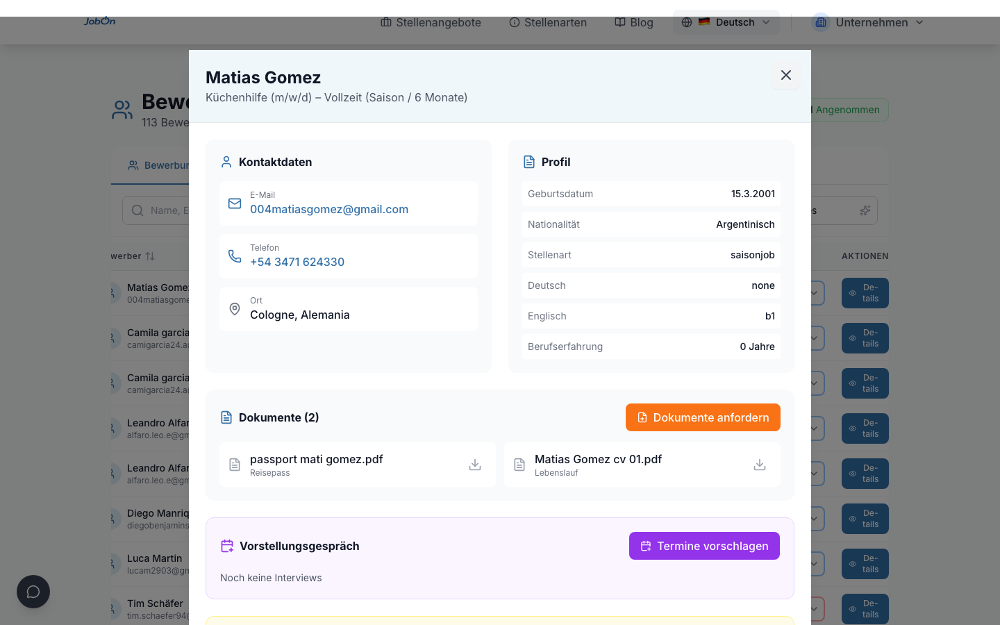 JobOn
Stellenangebote
Stellenarten
Blog
Deutsch
Unternehmen
Matias Gomez
Küchenhilfe (m/w/d) – Vollzeit (Saison / 6 Monate)
113
Angenommen
Kontaktdaten
E-Mail
004matiasgomez@gmail.com
Telefon
+54 3471 624330
Ort
Cologne, Alemania
Profil
Geburtsdatum 15.3.2001
Nationalität Argentinisch
Stellenart saisonjob
Deutsch none
Englisch b1
Berufserfahrung 0 Jahre
Dokumente (2)
Dokumente anfordern
passport mati gomez.pdf
Reisepass
Matias Gomez cv 01.pdf
Lebenslauf
Vorstellungsgespräch
Termine vorschlagen
Noch keine Interviews
Name, E
werber
AKTIONEN
Matias Gomez
004matiasgome
De-
tails
Camila garcia
camigarcia24.a
De-
tails
Camila garcia
camigarcia24.a
De-
tails
Leandro Alfar
alfaro.leo.e@gm
De-
tails
Leandro Alfar
alfaro.leo.e@gm
De-
tails
Diego Manriq
diegobenjamins
De-
tails
Luca Martin
lucam2903@gm
De-
tails
Tim Schäfer
tim.schaefer94
De-
tails